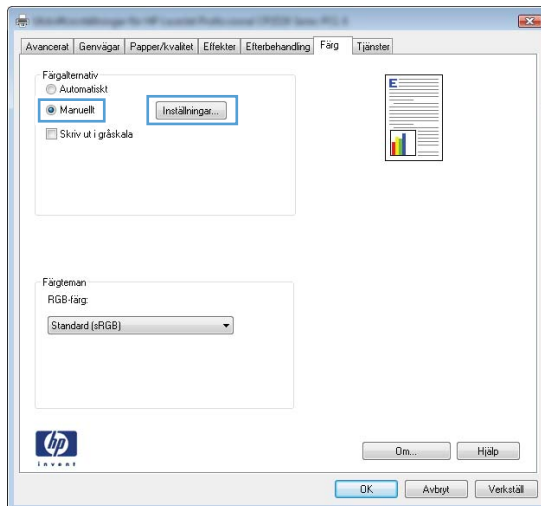 Avancerat Genvägar Papper/kvalitet Effekter Efterbehandling Färg Tjänster
Färgalternativ
Automatiskt
Manuellt
Inställningar...
Skriv ut i gråskala
E
Färgteman
RGB-färg:
Standard (sRGB)
hp
invent
Om... Hjälp
OK Avbryt Verkställ